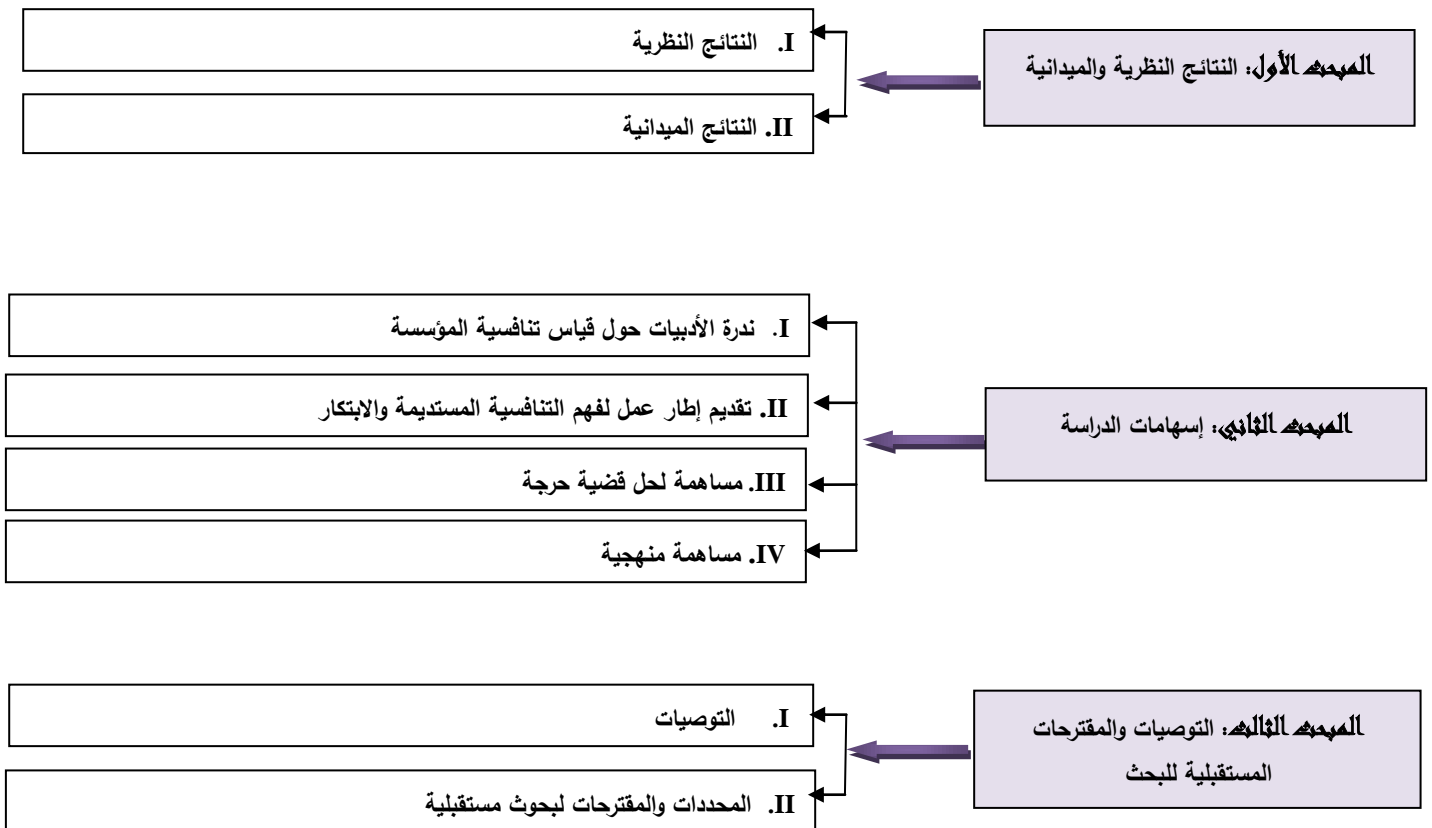 المبحث الأول: النتائج النظرية والميدانية
I. النتائج النظرية
II. النتائج الميدانية
المبحث الثاني: إسهامات الدراسة
I. ندرة الأدبيات حول قياس تنافسية المؤسسة
II. تقديم إطار عمل لفهم التنافسية المستديمة والابتكار
III. مساهمة لحل قضية حرجة
IV. مساهمة منهجية
المبحث الثالث: التوصيات والمقترحات
المستقبلية للبحث
I. التوصيات
II. المحددات والمقترحات لبحوث مستقبلية